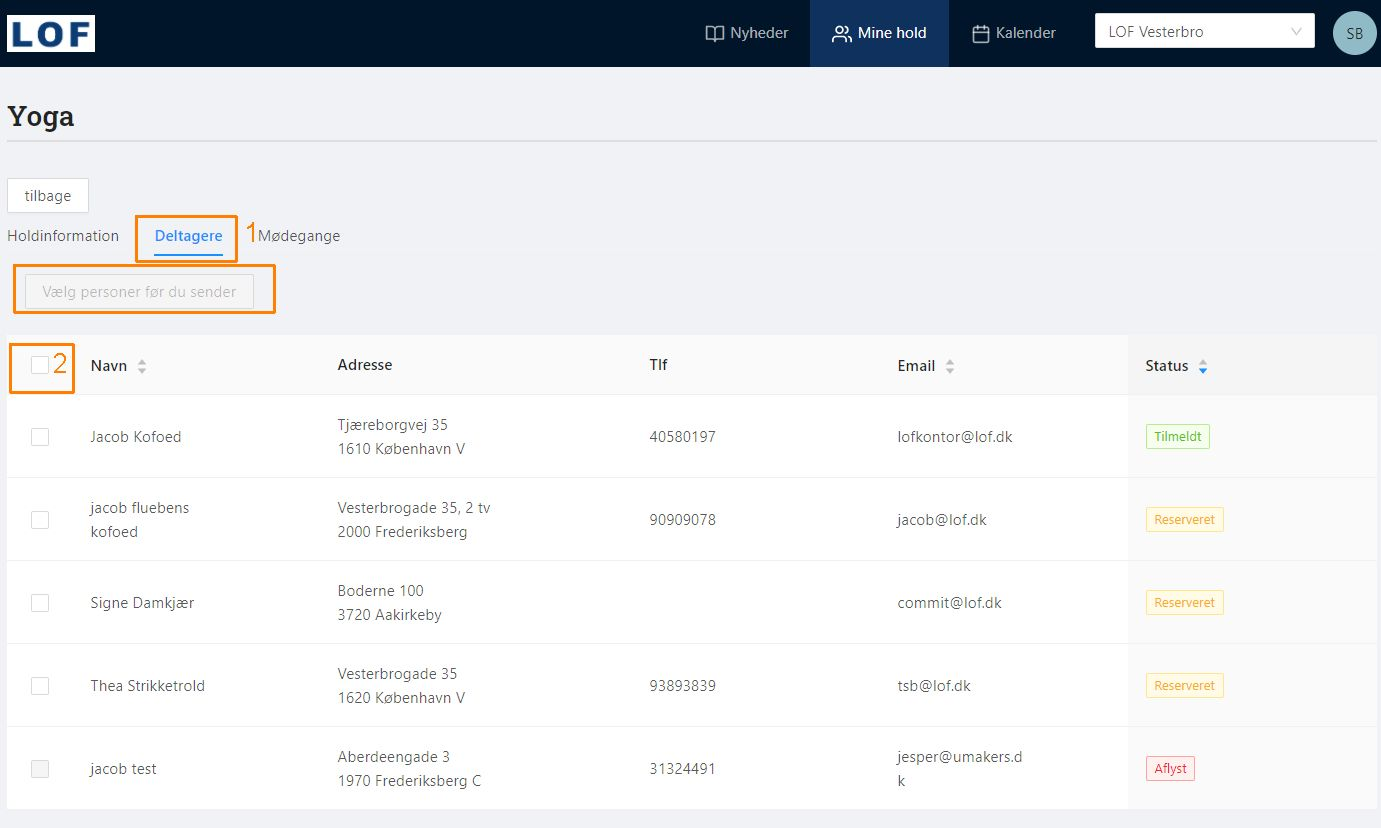 LOF
Nyheder
Mine hold
Kalender
LOF Vesterbro
SB
Yoga
tilbage
Holdinformation
Deltagere
1
Mødegange
Vælg personer før du sender
2
Navn
Adresse
Tlf
Email
Status
Jacob Kofoed
Tjæreborgvej 35
1610 København V
40580197
lofkontor@lof.dk
Tilmeldt
jacob fluebens
kofoed
Vesterbrogade 35, 2 tv
2000 Frederiksberg
90909078
jacob@lof.dk
Reserveret
Signe Damkjær
Boderne 100
3720 Aakirkeby
commit@lof.dk
Reserveret
Thea Strikketrold
Vesterbrogade 35
1620 København V
93893839
tsb@lof.dk
Reserveret
jacob test
Aberdeengade 3
1970 Frederiksberg C
31324491
jesper@umakers.d
k
Aflyst